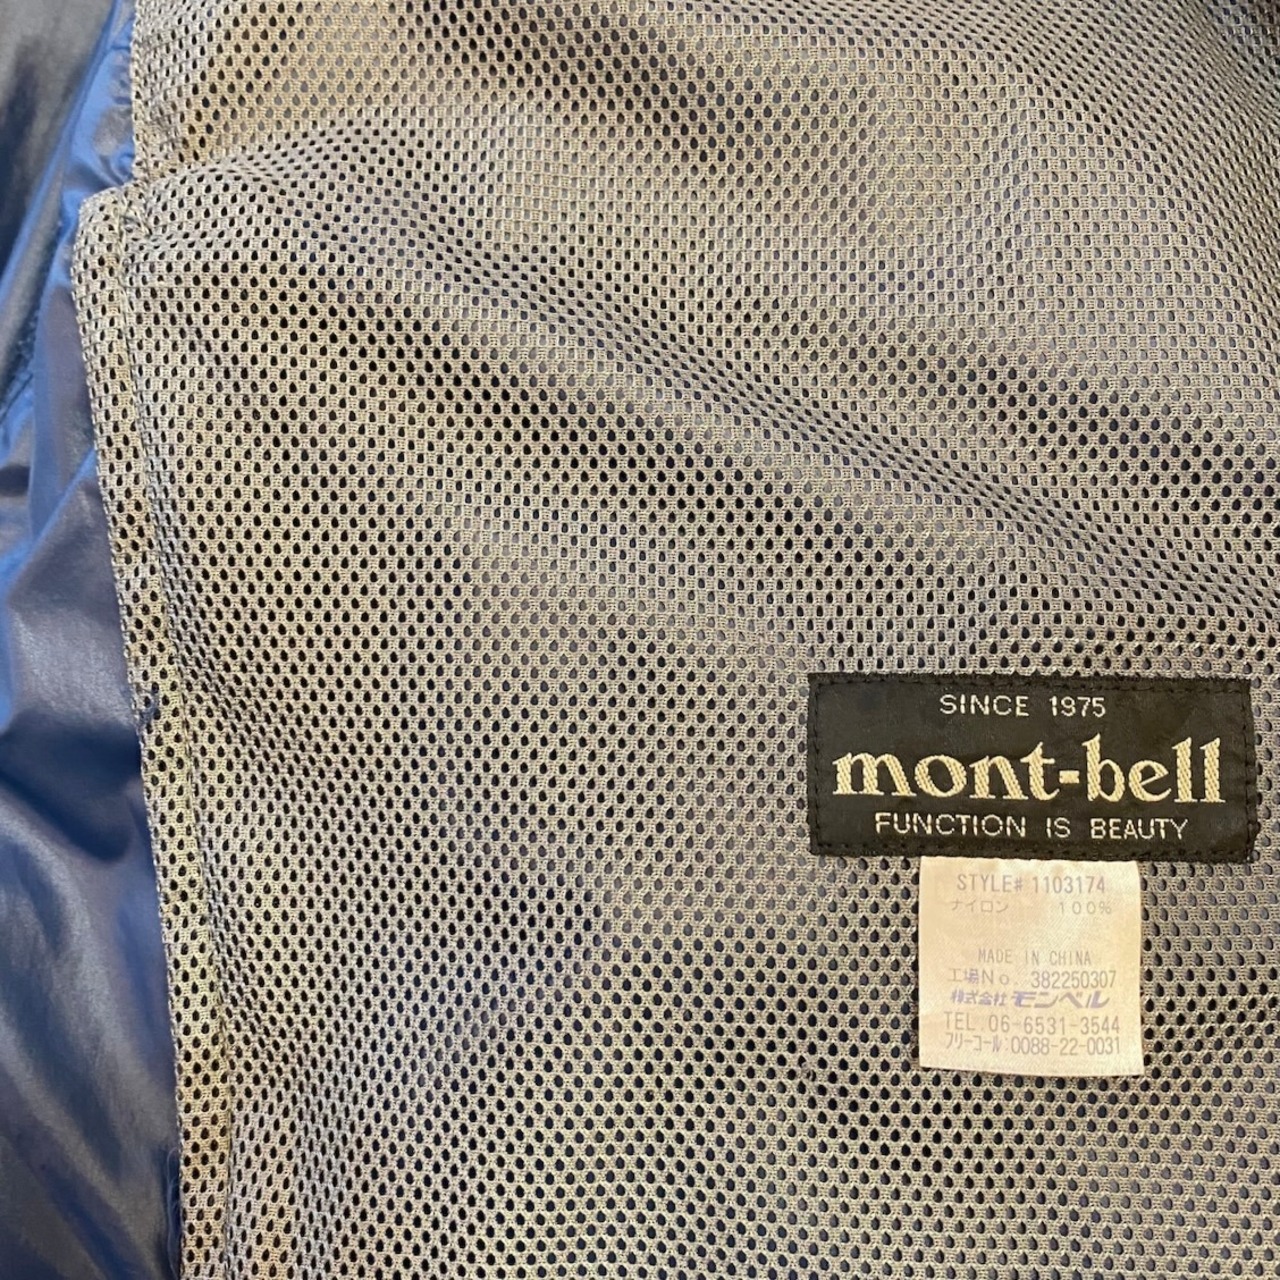 SINCE 1975
mont-bell
FUNCTION IS BEAUTY
STYLE# 1103174
ナイロン 100%
MADE IN CHINA
工場No. 382250307
株式会社 モンベル
TEL.06-6531-3544
フリーコール:0088-22-0031